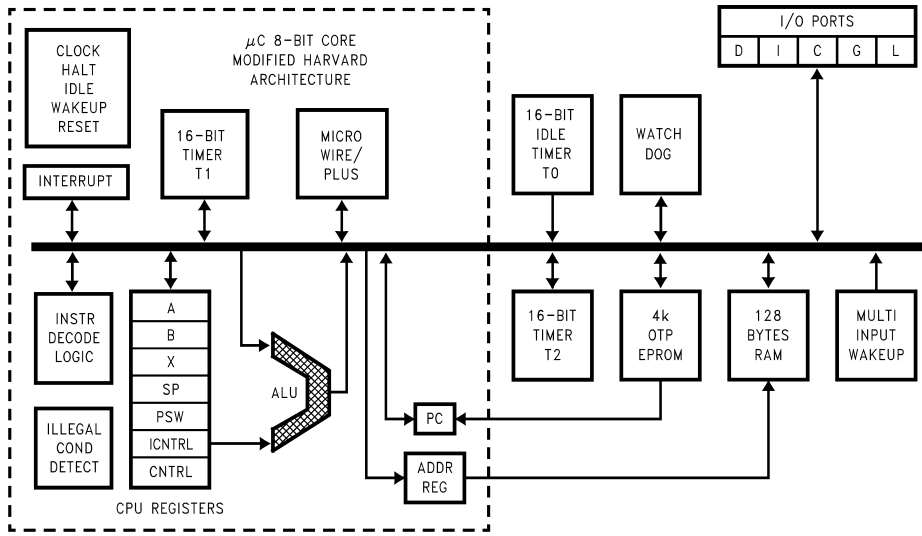 CLOCK
HALT
IDLE
WAKEUP
RESET
INTERRUPT
μC 8-BIT CORE
MODIFIED HARVARD
ARCHITECTURE
16-BIT
TIMER
T1
MICRO
WIRE/
PLUS
16-BIT
IDLE
TIMER
T0
WATCH
DOG
I/O PORTS
D I C G L
INSTR
DECODE
LOGIC
ILLEGAL
COND
DETECT
A
B
X
SP
PSW
ICNTRL
CNTRL
CPU REGISTERS
ALU
PC
ADDR
REG
16-BIT
TIMER
T2
4k
OTP
EPROM
128
BYTES
RAM
MULTI
INPUT
WAKEUP